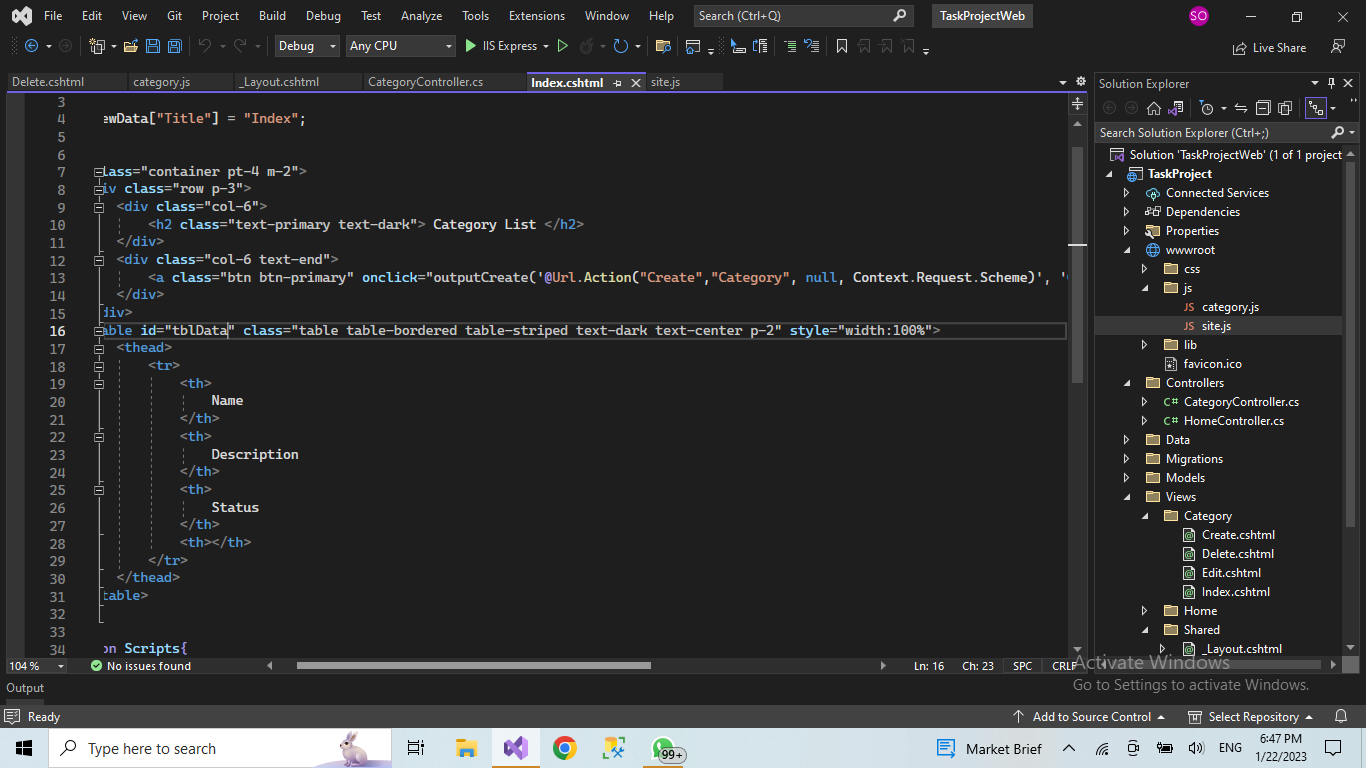 File Edit View Git Project Build Debug Test Analyze Tools Extensions Window Help Search (Ctrl+Q) TaskProjectWeb SO
Debug Any CPU IIS Express Live Share
Delete.cshtml category.js _Layout.cshtml CategoryController.cs Index.cshtml site.js
3
4 ewData["Title"] = "Index";
5
6
7 lass="container pt-4 m-2">
8 iv class="row p-3">
9 <div class="col-6">
10 <h2 class="text-primary text-dark"> Category List </h2>
11 </div>
12 <div class="col-6 text-end">
13 <a class="btn btn-primary" onclick="outputCreate('@Url.Action("Create","Category", null, Context.Request.Scheme)', '
14 </div>
15 div>
16 able id="tblData" class="table table-bordered table-striped text-dark text-center p-2" style="width:100%">
17 <thead>
18 <tr>
19 <th>
20 Name
21 </th>
22 <th>
23 Description
24 </th>
25 <th>
26 Status
27 </th>
28 <th></th>
29 </tr>
30 </thead>
31 table>
32
33
34 on Scripts{
104 % No issues found Ln: 16 Ch: 23 SPC CRLF
Solution Explorer
Search Solution Explorer (Ctrl+;)
Solution 'TaskProjectWeb' (1 of 1 project
TaskProject
Connected Services
Dependencies
Properties
wwwroot
css
js
JS category.js
JS site.js
lib
favicon.ico
Controllers
C# CategoryController.cs
C# HomeController.cs
Data
Migrations
Models
Views
Category
Create.cshtml
Delete.cshtml
Edit.cshtml
Index.cshtml
Home
Shared
_Layout.cshtml
Activate Windows
Go to Settings to activate Windows.
Output
Ready Add to Source Control Select Repository
Type here to search 99+ Market Brief ENG 6:47 PM
1/22/2023